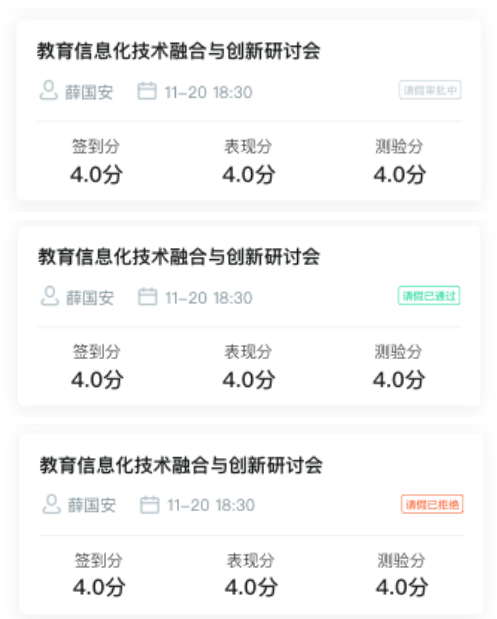 教育信息化技术融合与创新研讨会
薛国安 11-20 18:30 请假审批中
签到分 表现分 测验分
4.0分 4.0分 4.0分
教育信息化技术融合与创新研讨会
薛国安 11-20 18:30 请假已通过
签到分 表现分 测验分
4.0分 4.0分 4.0分
教育信息化技术融合与创新研讨会
薛国安 11-20 18:30 请假已拒绝
签到分 表现分 测验分
4.0分 4.0分 4.0分